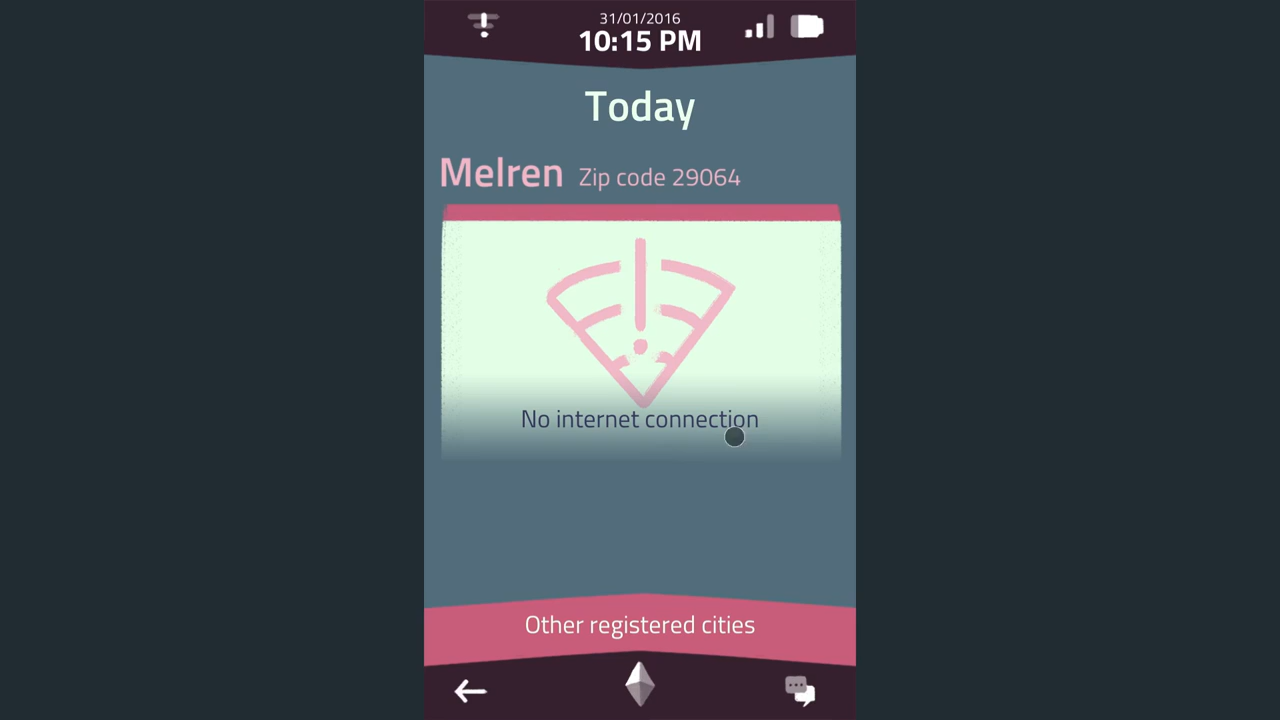 31/01/2016
10:15 PM
Today
Melren Zip code 29064
No internet connection
Other registered cities